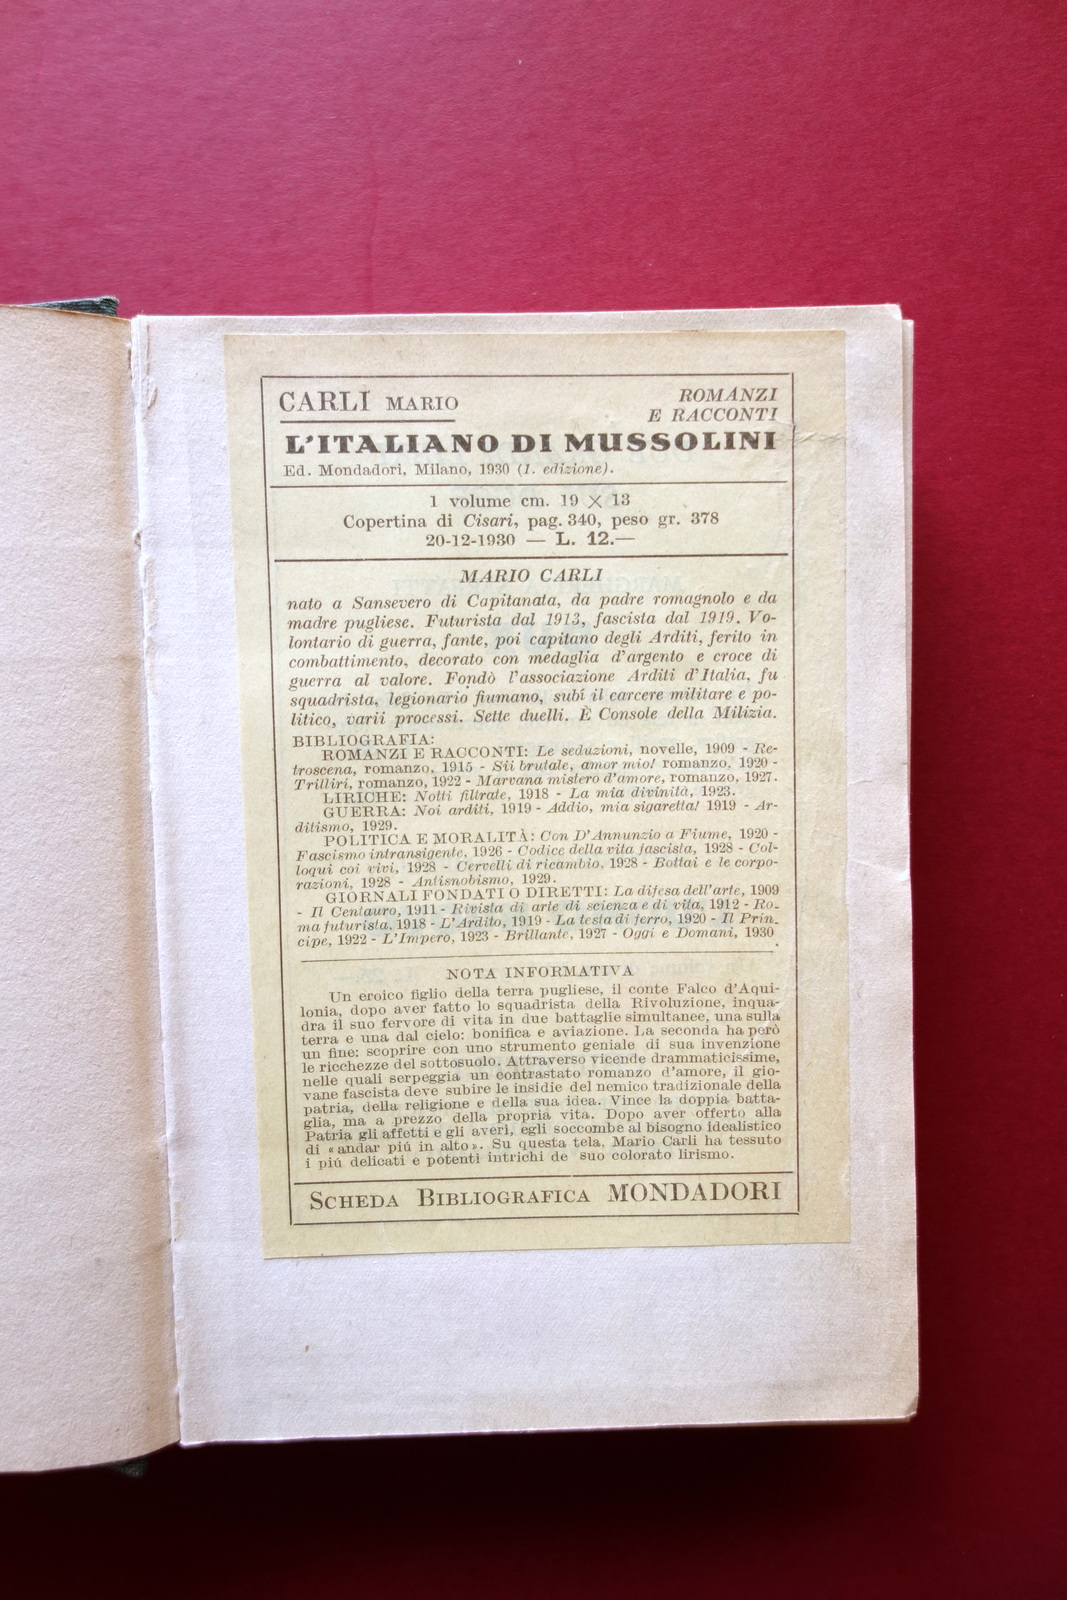 CARLI MARIO
ROMANZI
E RACCONTI
L'ITALIANO DI MUSSOLINI
Ed. Mondadori, Milano, 1930 (1. edizione).
1 volume cm. 19 × 13
Copertina di Cisari, pag. 340, peso gr. 378
20-12-1930 — L. 12.—
MARIO CARLI
nato a Sansevero di Capitanata, da padre romagnolo e da
madre pugliese. Futurista dal 1913, fascista dal 1919. Vo-
lontario di guerra, fante, poi capitano degli Arditi, ferito in
combattimento, decorato con medaglia d'argento e croce di
guerra al valore. Fondò l'associazione Arditi d'Italia, fu
squadrista, legionario fiumano, subì il carcere militare e po-
litico, varii processi. Sette duelli. È Console della Milizia.
BIBLIOGRAFIA:
ROMANZI E RACCONTI: Le seduzioni, novelle, 1909 - Re-
troscena, romanzo, 1915 - Sii brutale, amor mio! romanzo, 1920 -
Trillirì, romanzo, 1922 - Marvana mistero d'amore, romanzo, 1927.
LIRICHE: Notti filtrate, 1918 - La mia divinità, 1923.
GUERRA: Noi arditi, 1919 - Addio, mia sigaretta! 1919 - Ar-
ditismo, 1929.
POLITICA E MORALITÀ: Con D'Annunzio a Fiume, 1920 -
Fascismo intransigente, 1926 - Codice della vita fascista, 1928 - Col-
loqui coi vivi, 1928 - Cervelli di ricambio, 1928 - Bottai e le corpo-
razioni, 1928 - Antisnobismo, 1929.
GIORNALI FONDATI O DIRETTI: La difesa dell'arte, 1909
- Il Centauro, 1911 - Rivista di arte di scienza e di vita, 1912 - Ro-
ma futurista, 1918 - L'Ardito, 1919 - La testa di ferro, 1920 - Il Prin-
cipe, 1922 - L'Impero, 1923 - Brillante, 1927 - Oggi e Domani, 1930
NOTA INFORMATIVA
Un eroico figlio della terra pugliese, il conte Falco d'Aqui-
lonia, dopo aver fatto lo squadrista della Rivoluzione, inqua-
dra il suo fervore di vita in due battaglie simultanee, una sulla
terra e una dal cielo: bonifica e aviazione. La seconda ha però
un fine: scoprire con uno strumento geniale di sua invenzione
le ricchezze del sottosuolo. Attraverso vicende drammaticissime,
nelle quali serpeggia un contrastato romanzo d'amore, il gio-
vane fascista deve subire le insidie del nemico tradizionale della
patria, della religione e della sua idea. Vince la doppia batta-
glia, ma a prezzo della propria vita. Dopo aver offerto alla
Patria gli affetti e gli averi, egli soccombe al bisogno idealistico
di « andar più in alto ». Su questa tela, Mario Carli ha tessuto
i più delicati e potenti intrichi de suo colorato lirismo.
SCHEDA BIBLIOGRAFICA MONDADORI